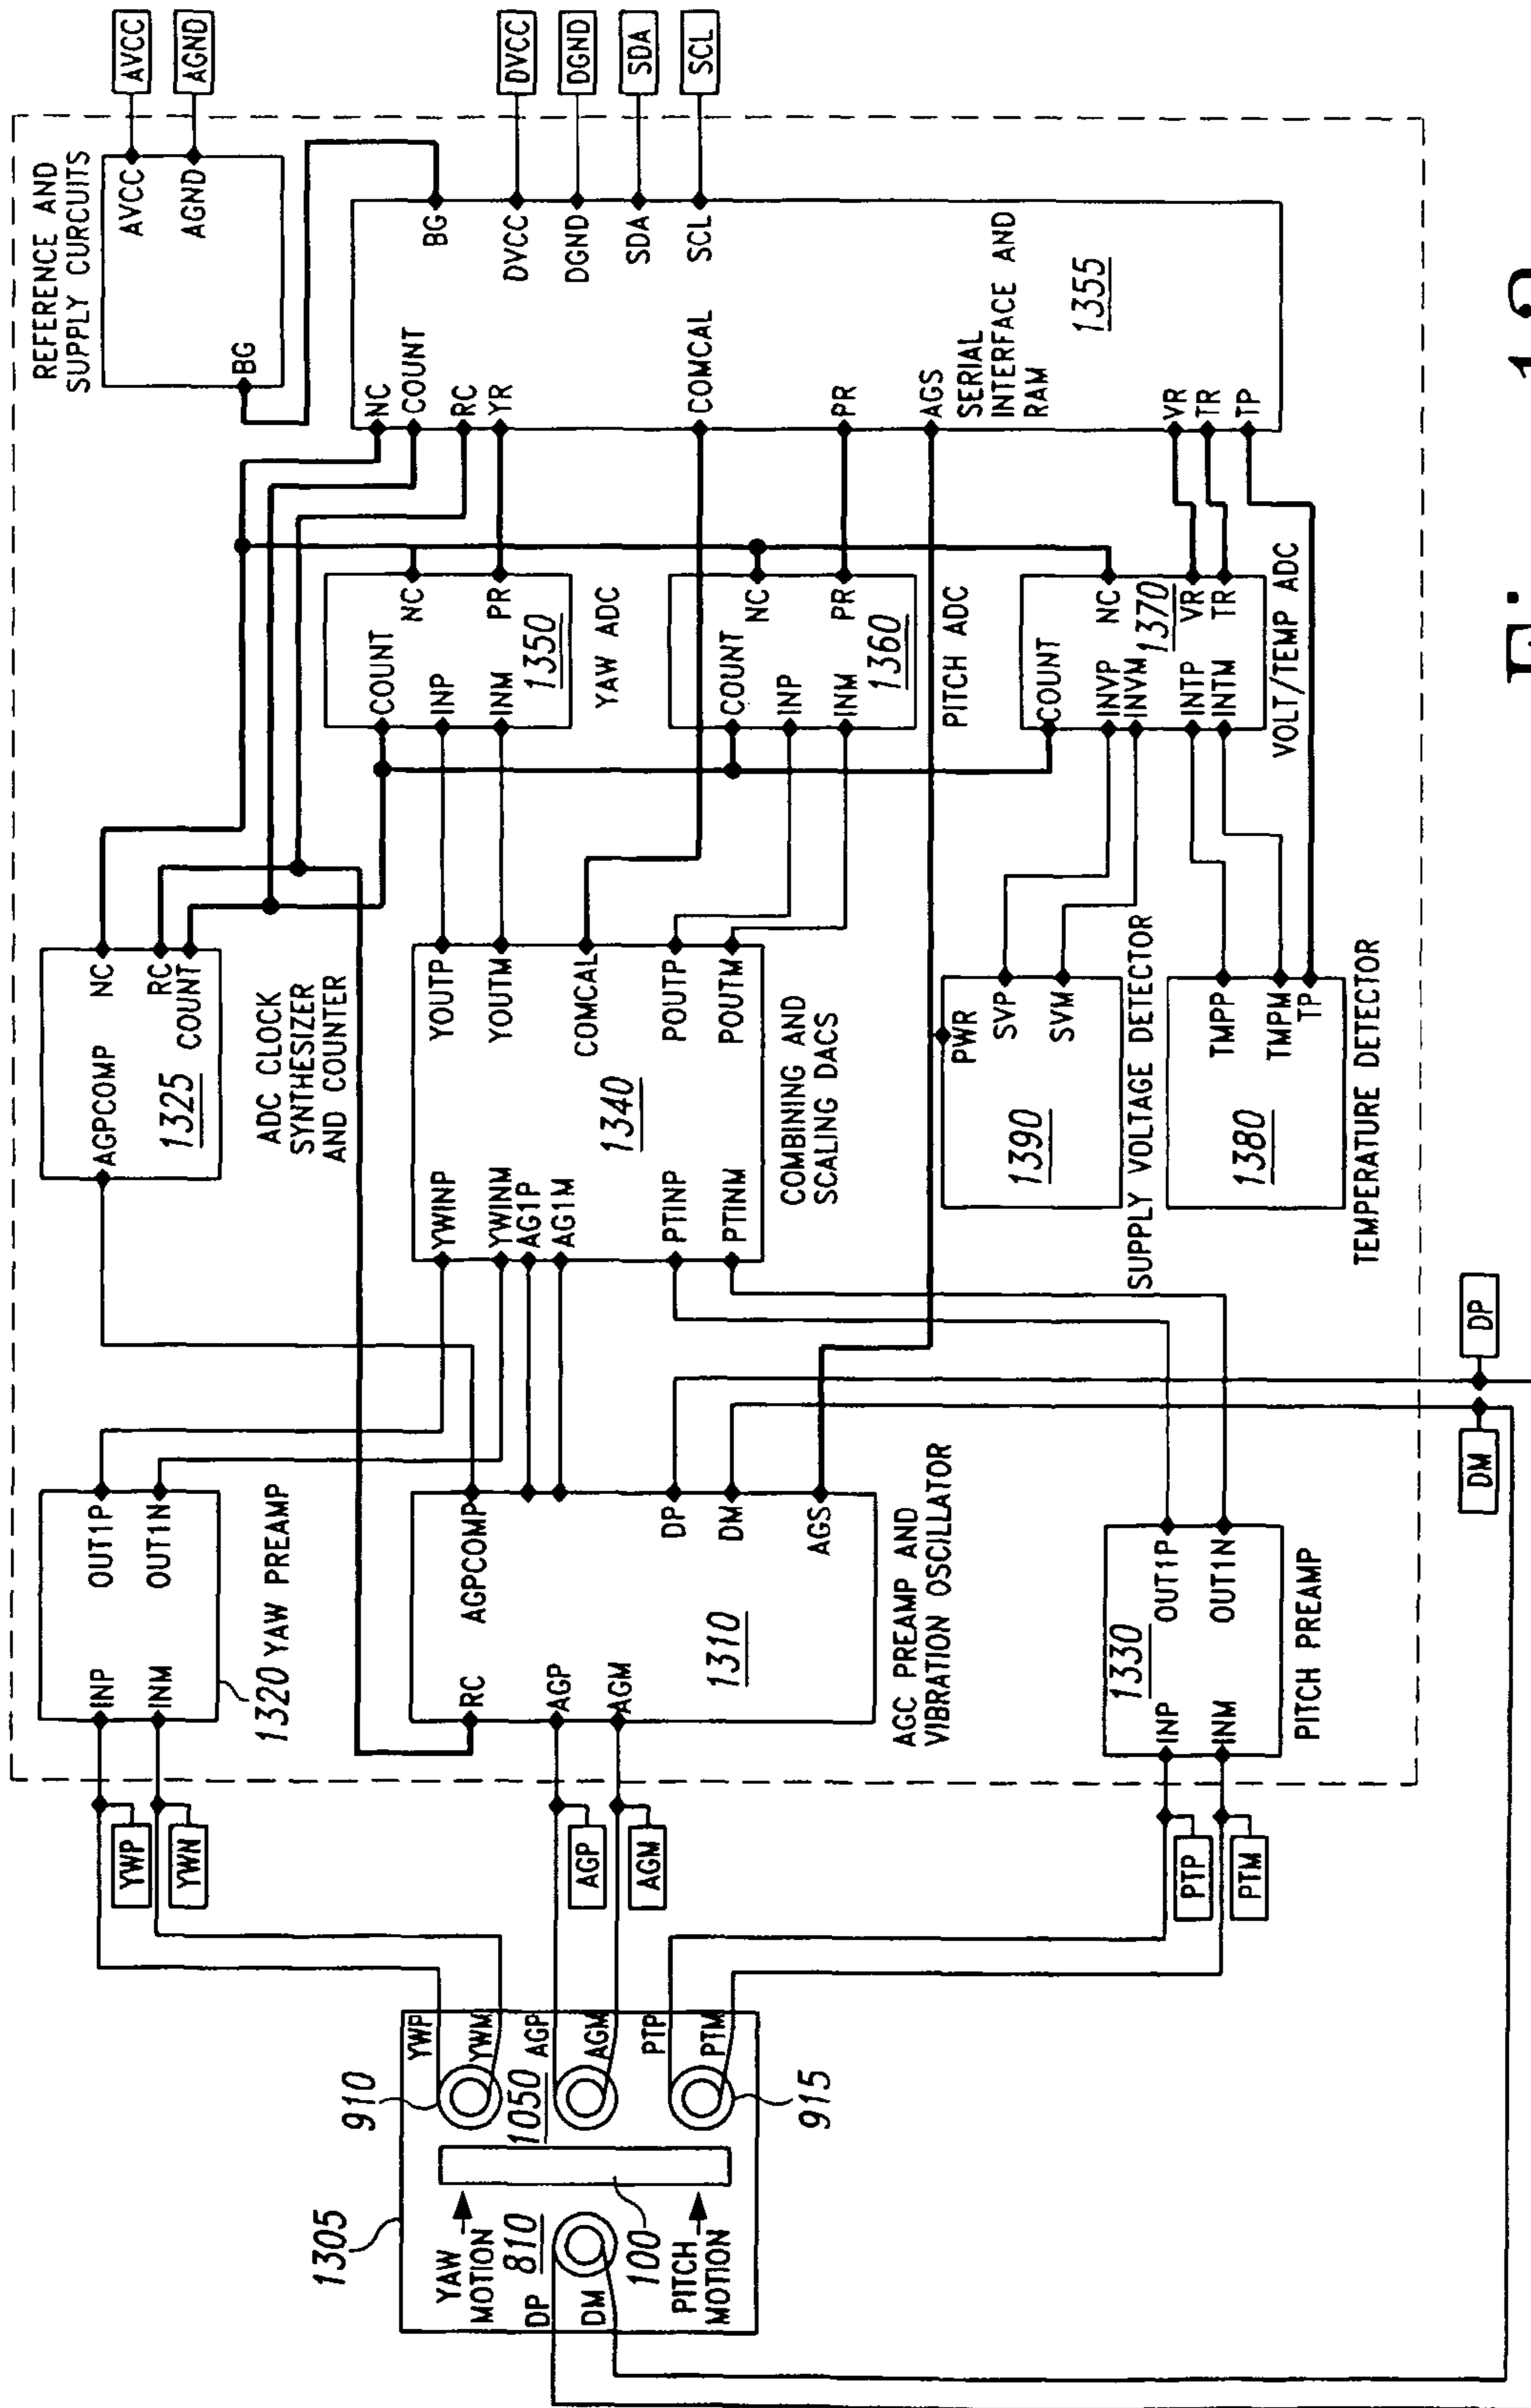 1305
YAW
MOTION
DP
810
DM
100
PITCH
MOTION
910
YWP
YWM
1050
AGP
AGM
PTP
PTM
915
YWP
YWN
AGP
AGM
PTP
PTM
INP
INM
OUT1P
OUT1N
1320 YAW PREAMP
RC
AGPCOMP
AGP
AGM
1310
DP
DM
AGS
AGC PREAMP AND
VIBRATION OSCILLATOR
1330
INP
INM
OUT1P
OUT1N
PITCH PREAMP
DM
DP
AGPCOMP
1325
NC
RC
COUNT
ADC CLOCK
SYNTHESIZER
AND COUNTER
YWINP
YWINM
AG1P
AG1M
PTINP
PTINM
1340
YOUTP
YOUTM
COMCAL
POUTP
POUTM
COMBINING AND
SCALING DACS
PWR
SVP
SVM
1390
SUPPLY VOLTAGE DETECTOR
TMPP
TMPM
TP
1380
TEMPERATURE DETECTOR
COUNT
INP
INM
NC
PR
1350
YAW ADC
COUNT
INP
INM
NC
PR
1360
PITCH ADC
COUNT
INVP
INVM
INTP
INTM
NC
1370
VR
TR
VOLT/TEMP ADC
REFERENCE AND
SUPPLY CURCUITS
AVCC
AGND
BG
NC
COUNT
RC
YR
COMCAL
PR
AGS
SERIAL
INTERFACE AND
RAM
VR
TR
TP
BG
DVCC
DGND
SDA
SCL
1355
AVCC
AGND
DVCC
DGND
SDA
SCL